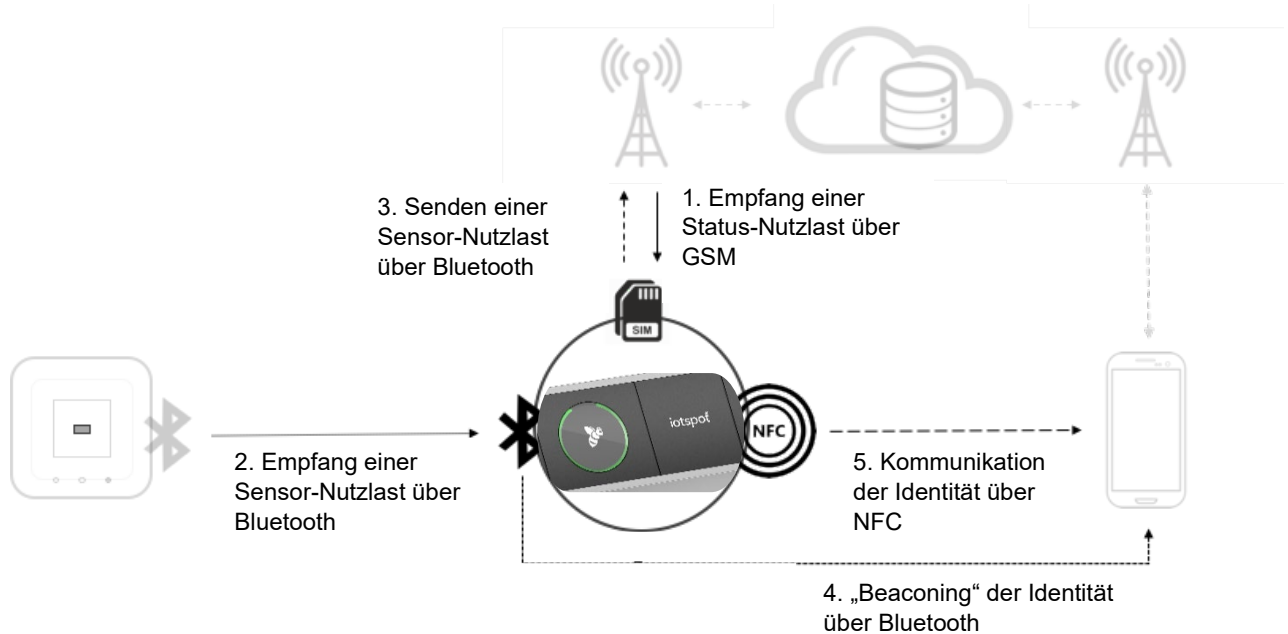 3. Senden einer
Sensor-Nutzlast
über Bluetooth
1. Empfang einer
Status-Nutzlast über
GSM
SIM
iotspot
NFC
2. Empfang einer
Sensor-Nutzlast über
Bluetooth
5. Kommunikation
der Identität über
NFC
4. „Beaconing“ der Identität
über Bluetooth